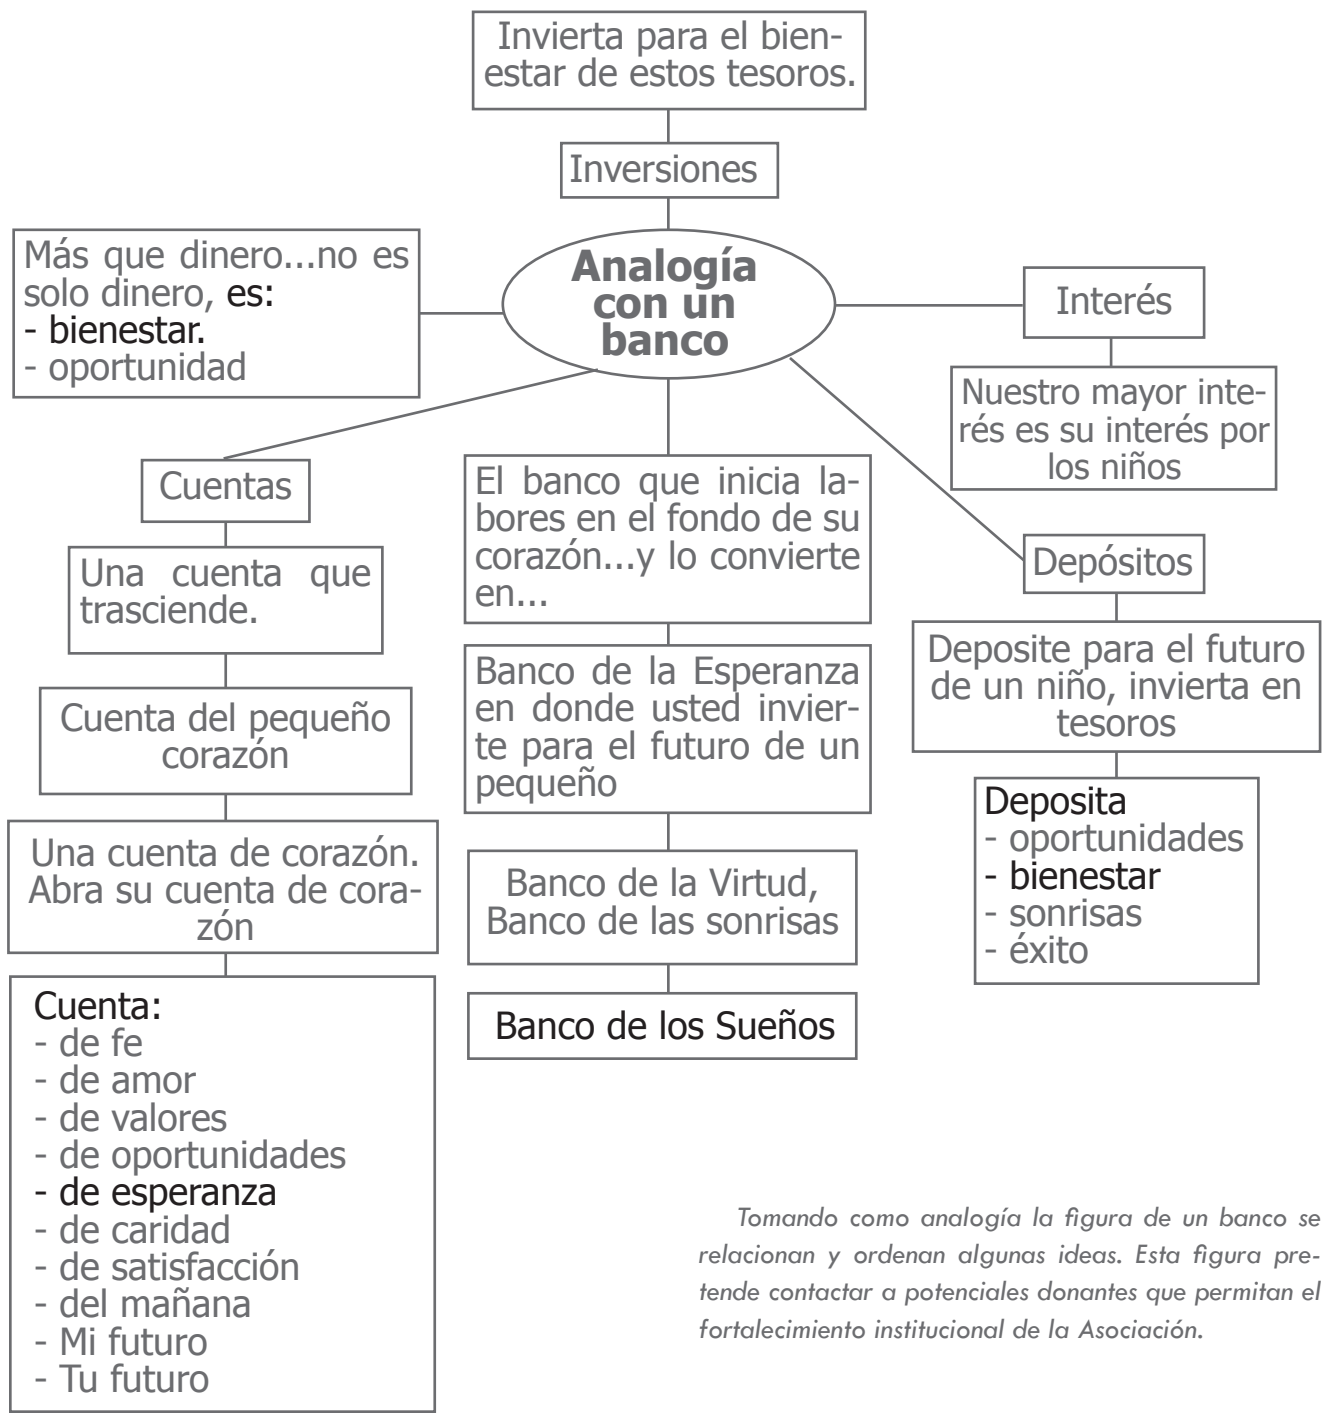 Invierta para el bien-
estar de estos tesoros.
Inversiones
Analogía
con un
banco
Más que dinero...no es
solo dinero, es:
- bienestar.
- oportunidad
Interés
Nuestro mayor inte-
rés es su interés por
los niños
Cuentas
Una cuenta que
trasciende.
Cuenta del pequeño
corazón
Una cuenta de corazón.
Abra su cuenta de cora-
zón
Cuenta:
- de fe
- de amor
- de valores
- de oportunidades
- de esperanza
- de caridad
- de satisfacción
- del mañana
- Mi futuro
- Tu futuro
El banco que inicia la-
bores en el fondo de su
corazón...y lo convierte
en...
Banco de la Esperanza
en donde usted invier-
te para el futuro de un
pequeño
Banco de la Virtud,
Banco de las sonrisas
Banco de los Sueños
Depósitos
Deposite para el futuro
de un niño, invierta en
tesoros
Deposita
- oportunidades
- bienestar
- sonrisas
- éxito
Tomando como analogía la figura de un banco se
relacionan y ordenan algunas ideas. Esta figura pre-
tende contactar a potenciales donantes que permitan el
fortalecimiento institucional de la Asociación.